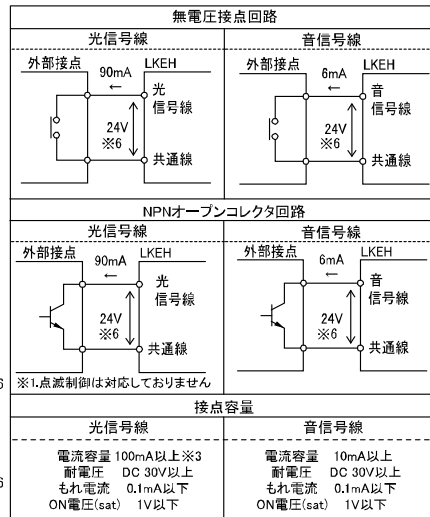 無電圧接点回路
光信号線 音信号線
外部接点 LKEH 外部接点 LKEH
90mA ← 光信号線 6mA ← 音信号線
24V ※6 24V ※6
共通線 共通線
NPNオープンコレクタ回路
光信号線 音信号線
外部接点 LKEH 外部接点 LKEH
90mA ← 光信号線 6mA ← 音信号線
24V ※6 24V ※6
共通線 共通線
6 ※1.点滅制御は対応しておりません
接点容量
光信号線 音信号線
電流容量 100mA以上※3 電流容量 10mA以上
耐電圧 DC 30V以上 耐電圧 DC 30V以上
もれ電流 0.1mA以下 もれ電流 0.1mA以下
6 ON電圧(sat) 1V以下 ON電圧(sat) 1V以下